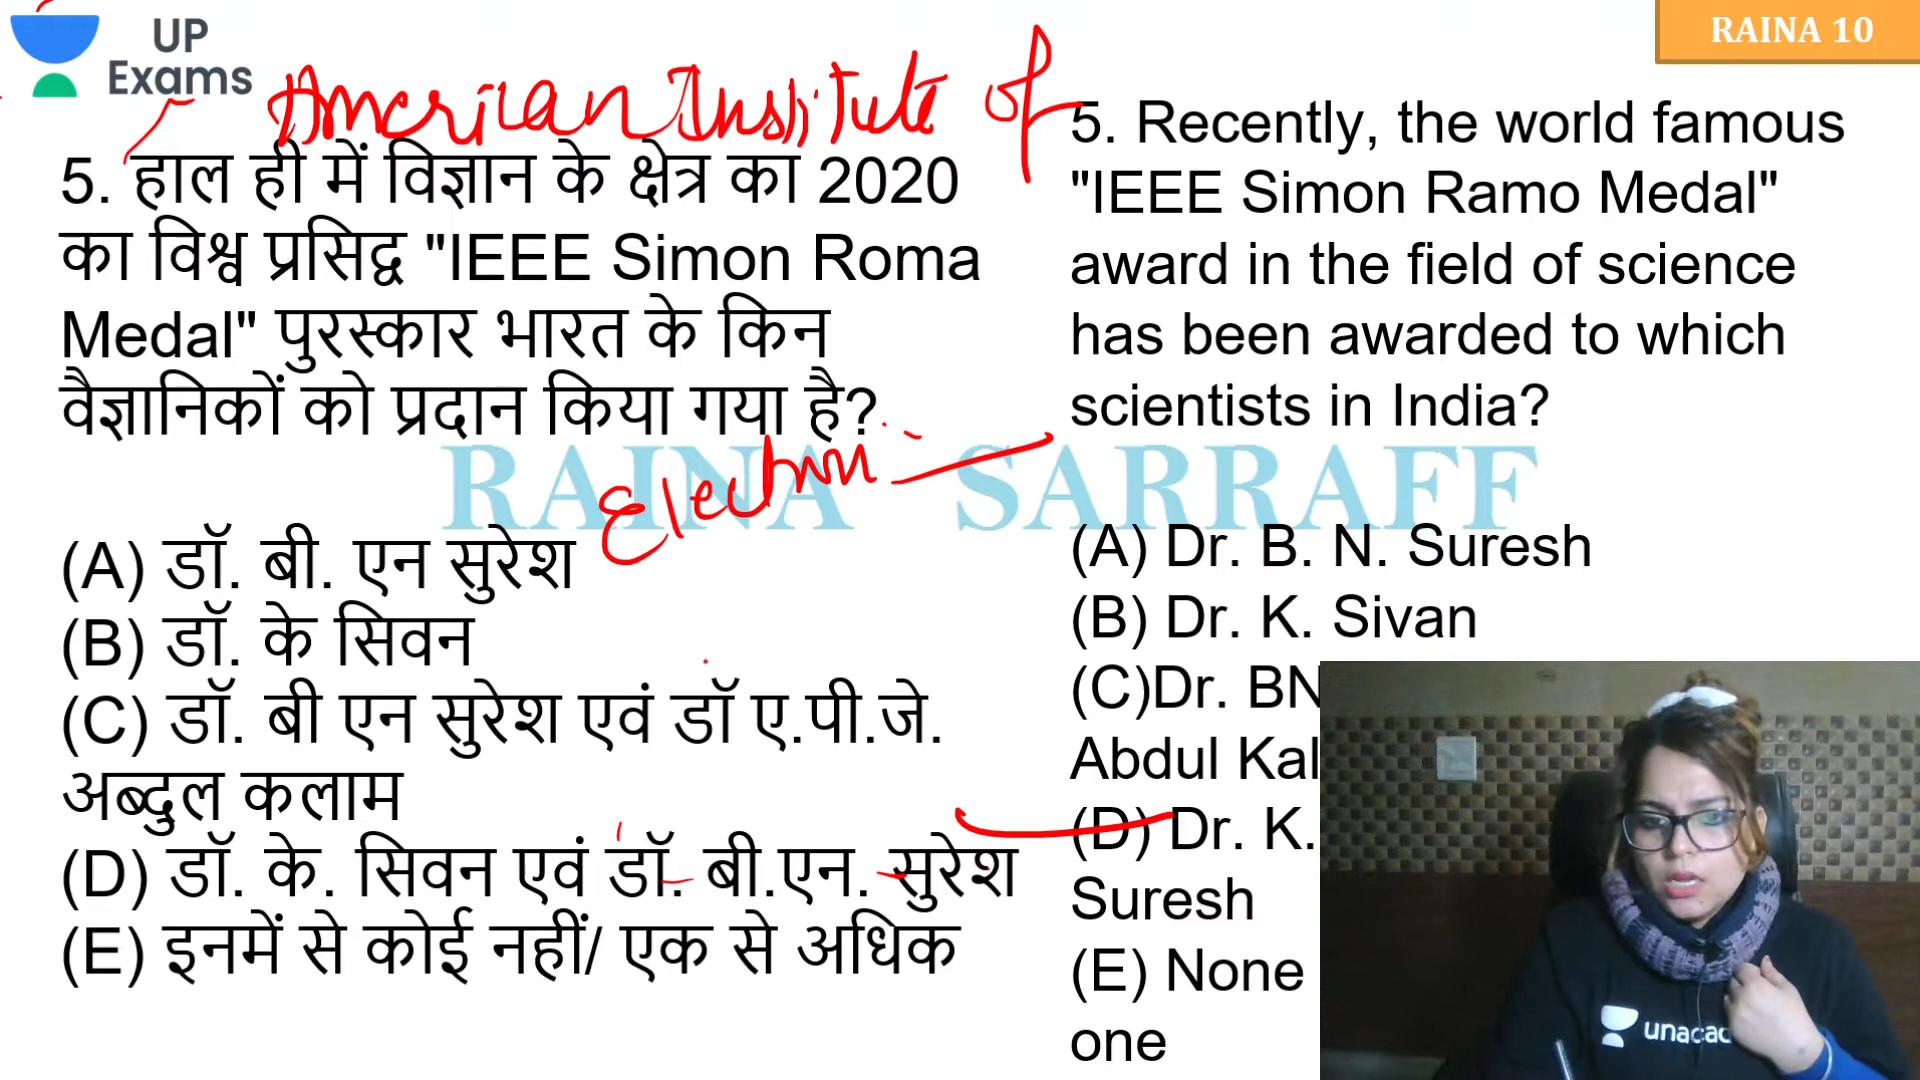 UP
Exams
RAINA 10
American Institute of
5. हाल ही में विज्ञान के क्षेत्र का 2020
का विश्व प्रसिद्व "IEEE Simon Roma
Medal" पुरस्कार भारत के किन
वैज्ञानिकों को प्रदान किया गया है?
RAINA SARRAFF
(A) डॉ. बी. एन सुरेश
(B) डॉ. के सिवन
(C) डॉ. बी एन सुरेश एवं डॉ ए.पी.जे.
अब्दुल कलाम
(D) डॉ. के. सिवन एवं डॉ. बी.एन. सुरेश
(E) इनमें से कोई नहीं/ एक से अधिक
5. Recently, the world famous
"IEEE Simon Ramo Medal"
award in the field of science
has been awarded to which
scientists in India?
(A) Dr. B. N. Suresh
(B) Dr. K. Sivan
(C)Dr. BN
Abdul Kal
(D) Dr. K.
Suresh
(E) None
one
unacad